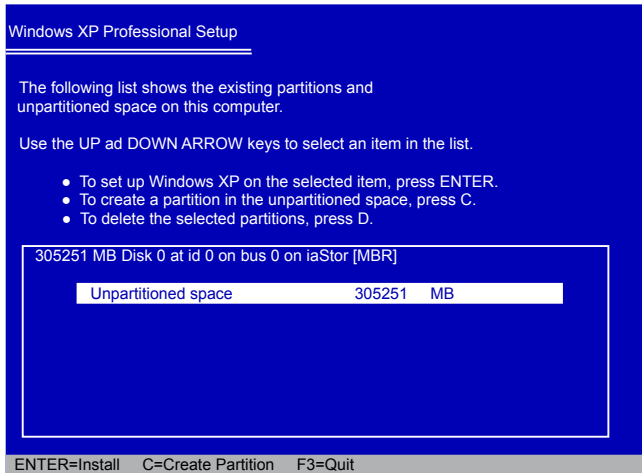 Windows XP Professional Setup
The following list shows the existing partitions and
unpartitioned space on this computer.
Use the UP ad DOWN ARROW keys to select an item in the list.
● To set up Windows XP on the selected item, press ENTER.
● To create a partition in the unpartitioned space, press C.
● To delete the selected partitions, press D.
305251 MB Disk 0 at id 0 on bus 0 on iaStor [MBR]
Unpartitioned space 305251 MB
ENTER=Install C=Create Partition F3=Quit